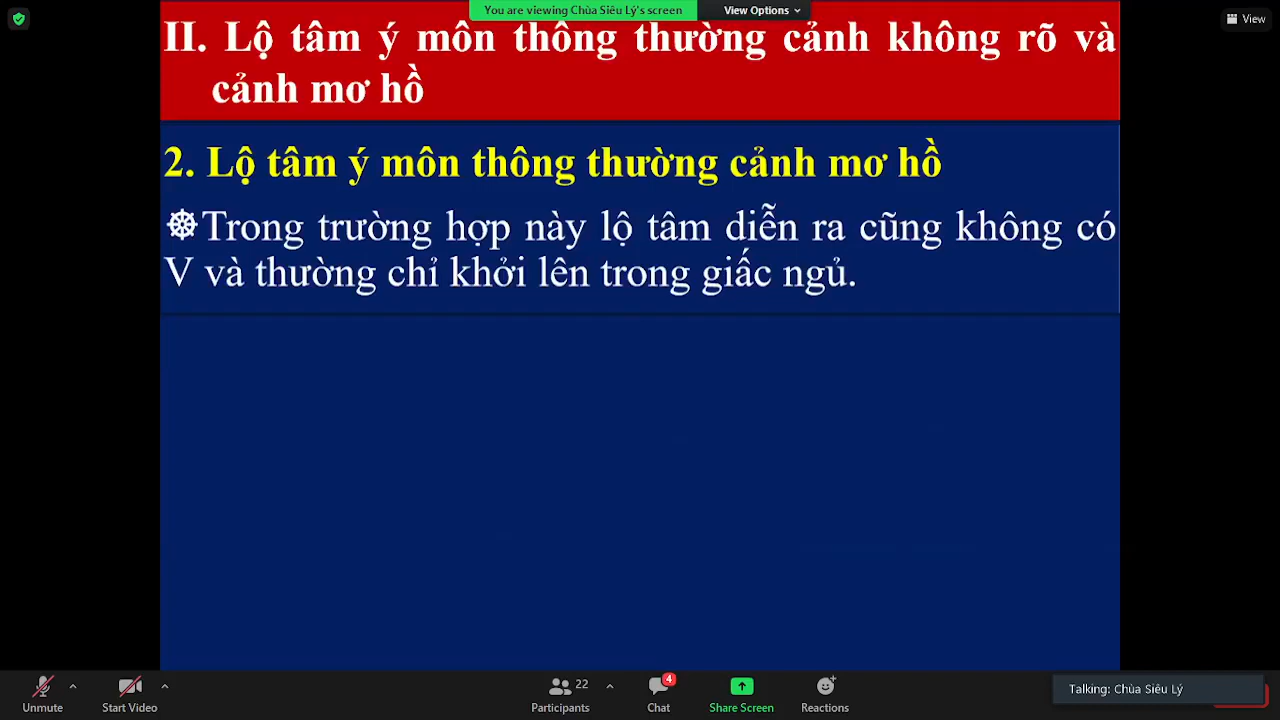 You are viewing Chùa Siêu Lý's screen
View Options
View
II. Lộ tâm ý môn thông thường cảnh không rõ và
cảnh mơ hồ
2. Lộ tâm ý môn thông thường cảnh mơ hồ
☸Trong trường hợp này lộ tâm diễn ra cũng không có
V và thường chỉ khởi lên trong giấc ngủ.
Unmute
Start Video
22
Participants
4
Chat
Share Screen
Reactions
Talking: Chùa Siêu Lý